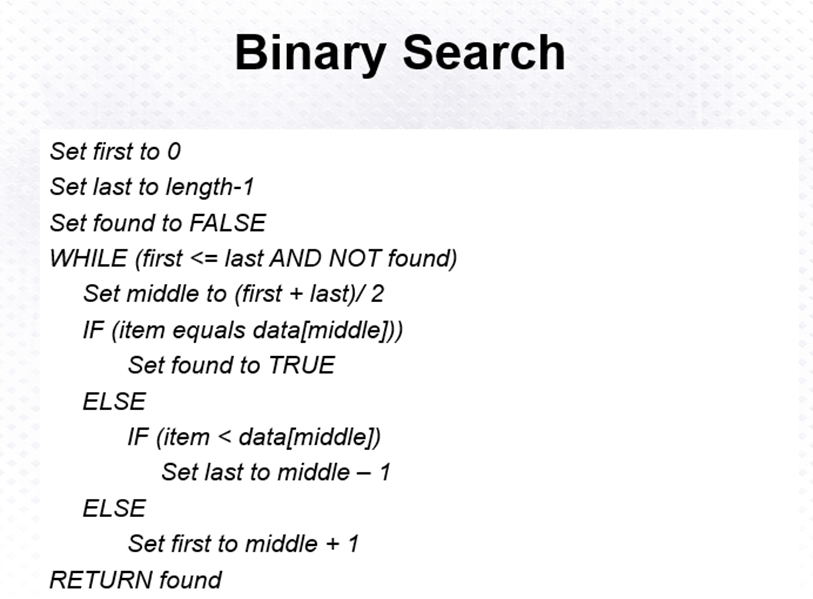 Binary Search
Set first to 0
Set last to length-1
Set found to FALSE
WHILE (first <= last AND NOT found)
Set middle to (first + last)/ 2
IF (item equals data[middle]))
Set found to TRUE
ELSE
IF (item < data[middle])
Set last to middle – 1
ELSE
Set first to middle + 1
RETURN found